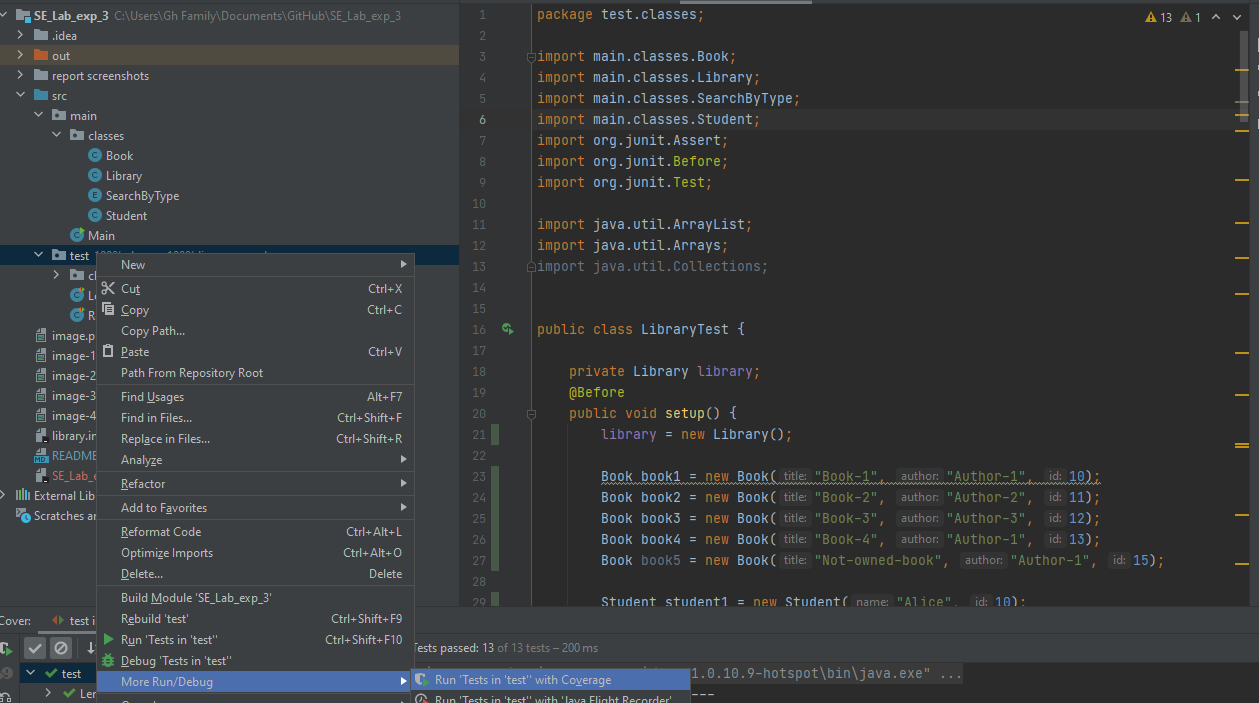 SE_Lab_exp_3 C:\Users\Gh Family\Documents\GitHub\SE_Lab_exp_3
.idea
out
report screenshots
src
main
classes
Book
Library
SearchByType
Student
Main
test
image.p
image-1
image-2
image-3
image-4
library.in
README
SE_Lab_e
External Lib
Scratches ar
New
Cut Ctrl+X
Copy Ctrl+C
Copy Path...
Paste Ctrl+V
Path From Repository Root
Find Usages Alt+F7
Find in Files... Ctrl+Shift+F
Replace in Files... Ctrl+Shift+R
Analyze
Refactor
Add to Favorites
Reformat Code Ctrl+Alt+L
Optimize Imports Ctrl+Alt+O
Delete... Delete
Build Module 'SE_Lab_exp_3'
Rebuild 'test' Ctrl+Shift+F9
Run 'Tests in 'test'' Ctrl+Shift+F10
Debug 'Tests in 'test''
More Run/Debug
Run 'Tests in 'test'' with Coverage
Run 'Tests in 'test'' with 'Java Flight Recorder'
13 1
1 package test.classes;
2
3 import main.classes.Book;
4 import main.classes.Library;
5 import main.classes.SearchByType;
6 import main.classes.Student;
7 import org.junit.Assert;
8 import org.junit.Before;
9 import org.junit.Test;
10
11 import java.util.ArrayList;
12 import java.util.Arrays;
13 import java.util.Collections;
14
15
16 public class LibraryTest {
17
18 private Library library;
19 @Before
20 public void setup() {
21 library = new Library();
22
23 Book book1 = new Book( title: "Book-1", author: "Author-1", id: 10);
24 Book book2 = new Book( title: "Book-2", author: "Author-2", id: 11);
25 Book book3 = new Book( title: "Book-3", author: "Author-3", id: 12);
26 Book book4 = new Book( title: "Book-4", author: "Author-1", id: 13);
27 Book book5 = new Book( title: "Not-owned-book", author: "Author-1", id: 15);
28
29 Student student1 = new Student( name: "Alice", id: 10);
Cover: test i
Tests passed: 13 of 13 tests – 200 ms
test
Ler
1.0.10.9-hotspot\bin\java.exe" ...
---